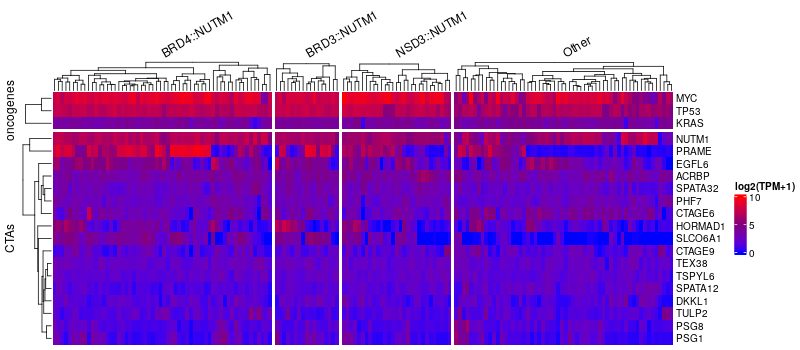 BRD4::NUTM1
BRD3::NUTM1
NSD3::NUTM1
Other
oncogenes
MYC
TP53
KRAS
CTAs
NUTM1
PRAME
EGFL6
ACRBP
SPATA32
PHF7
CTAGE6
HORMAD1
SLCO6A1
CTAGE9
TEX38
TSPYL6
SPATA12
DKKL1
TULP2
PSG8
PSG1
log2(TPM+1)
10
5
0